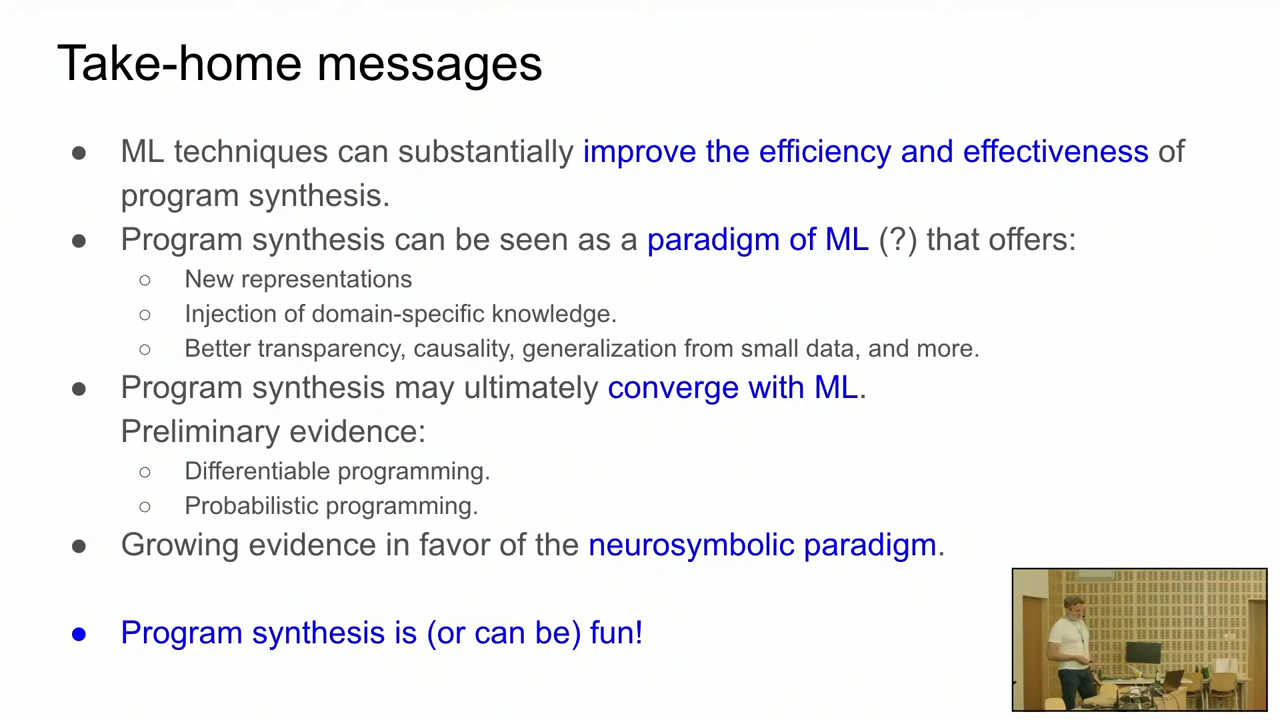 Take-home messages
● ML techniques can substantially improve the efficiency and effectiveness of
program synthesis.
● Program synthesis can be seen as a paradigm of ML (?) that offers:
○ New representations
○ Injection of domain-specific knowledge.
○ Better transparency, causality, generalization from small data, and more.
● Program synthesis may ultimately converge with ML.
Preliminary evidence:
○ Differentiable programming.
○ Probabilistic programming.
● Growing evidence in favor of the neurosymbolic paradigm.
● Program synthesis is (or can be) fun!